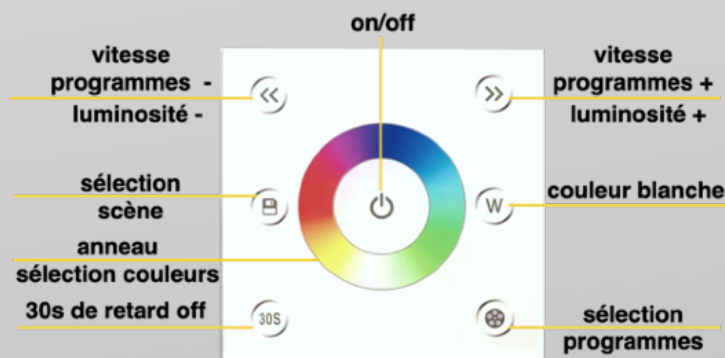 on/off
vitesse
programmes -
luminosité -
vitesse
programmes +
luminosité +
sélection
scène
W
couleur blanche
anneau
sélection couleurs
30s de retard off
30S
sélection
programmes